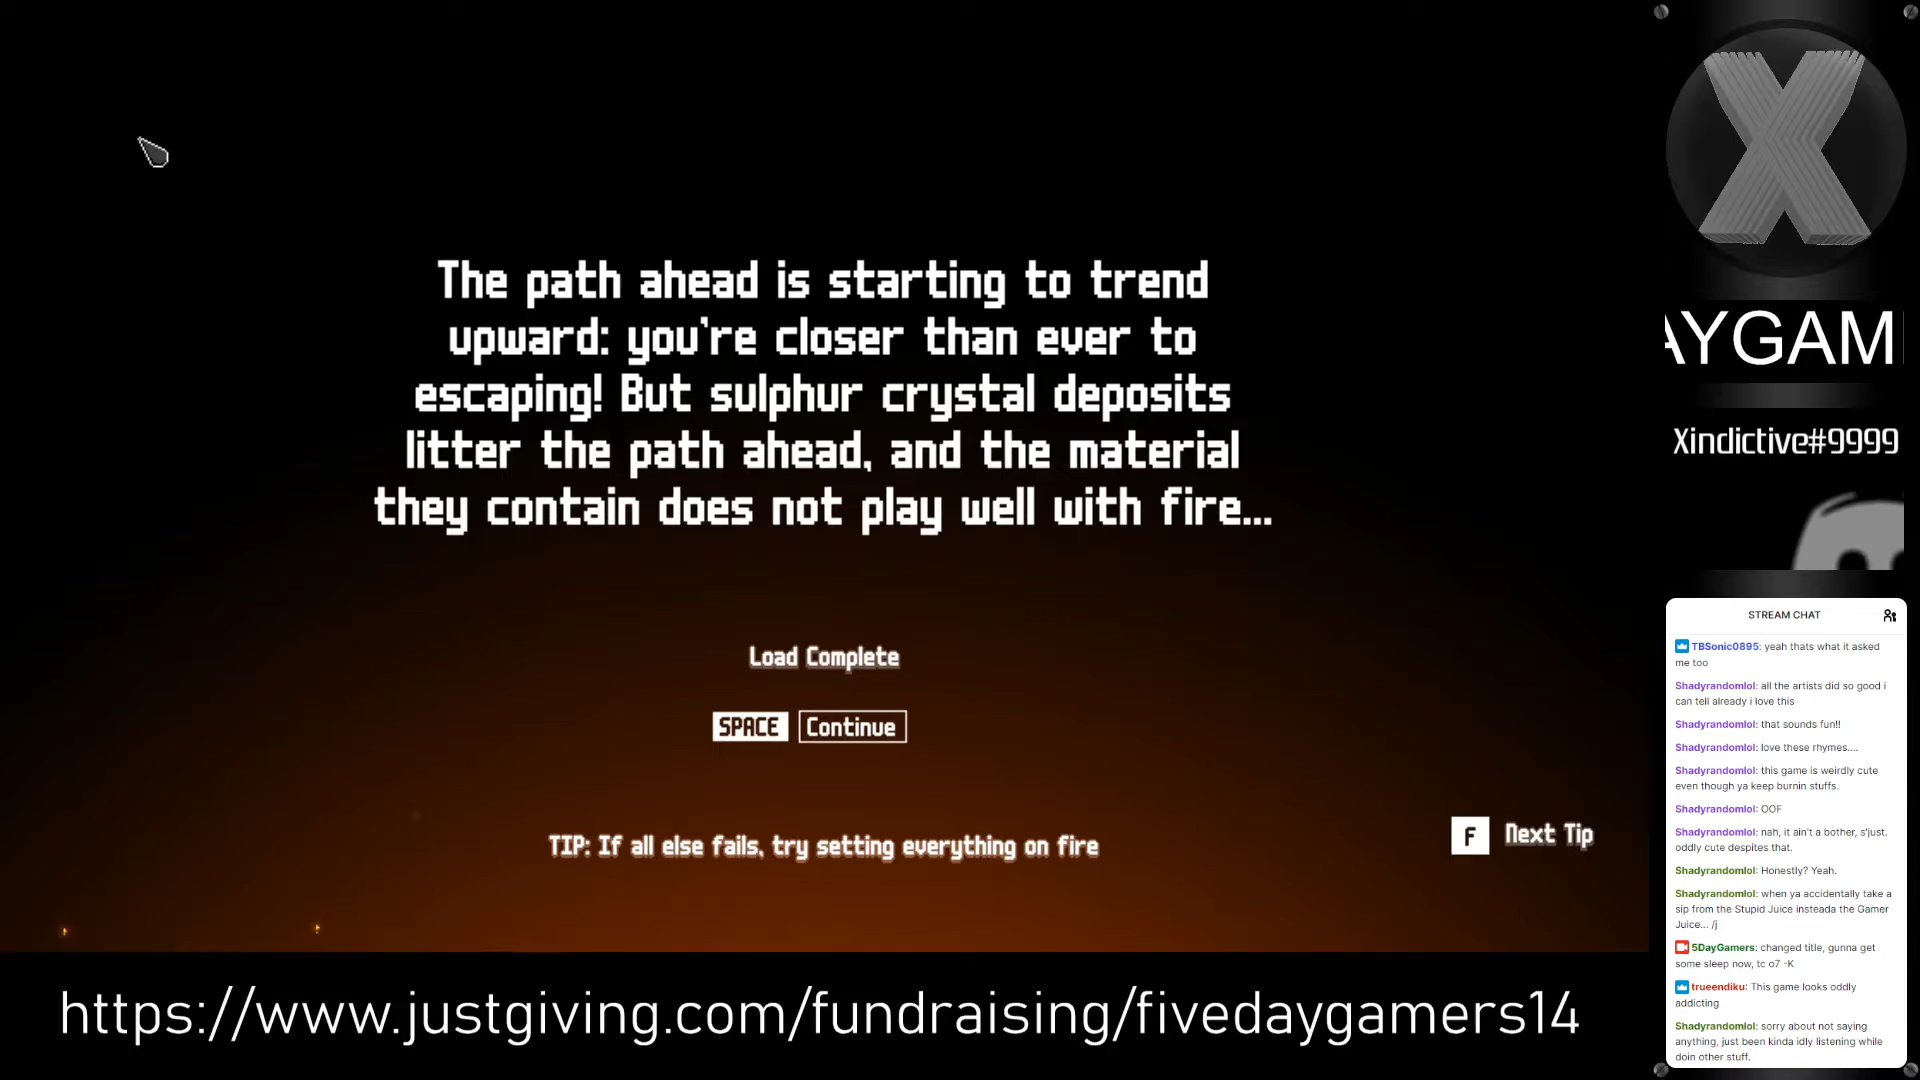 The path ahead is starting to trend
upward: you're closer than ever to
escaping! But sulphur crystal deposits
litter the path ahead, and the material
they contain does not play well with fire...
Load Complete
SPACE Continue
TIP: If all else fails, try setting everything on fire
F Next Tip
https://www.justgiving.com/fundraising/fivedaygamers14
X
AYGAM
Xindictive#9999
STREAM CHAT
TBSonic0895: yeah thats what it asked
me too
Shadyrandomlol: all the artists did so good i
can tell already i love this
Shadyrandomlol: that sounds fun!!
Shadyrandomlol: love these rhymes....
Shadyrandomlol: this game is weirdly cute
even though ya keep burnin stuffs.
Shadyrandomlol: OOF
Shadyrandomlol: nah, it ain't a bother, s'just.
oddly cute despites that.
Shadyrandomlol: Honestly? Yeah.
Shadyrandomlol: when ya accidentally take a
sip from the Stupid Juice insteada the Gamer
Juice... /j
5DayGamers: changed title, gunna get
some sleep now, tc o7 -K
trueendiku: This game looks oddly
addicting
Shadyrandomlol: sorry about not saying
anything, just been kinda idly listening while
doin other stuff.